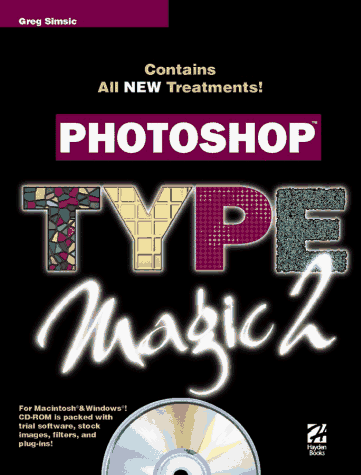 Greg Simsic
Contains
All NEW Treatments!
PHOTOSHOP™
TYPE
Magic 2
For Macintosh® & Windows®!
CD-ROM is packed with
trial software, stock
images, filters, and
plug-ins!
Hayden
Books